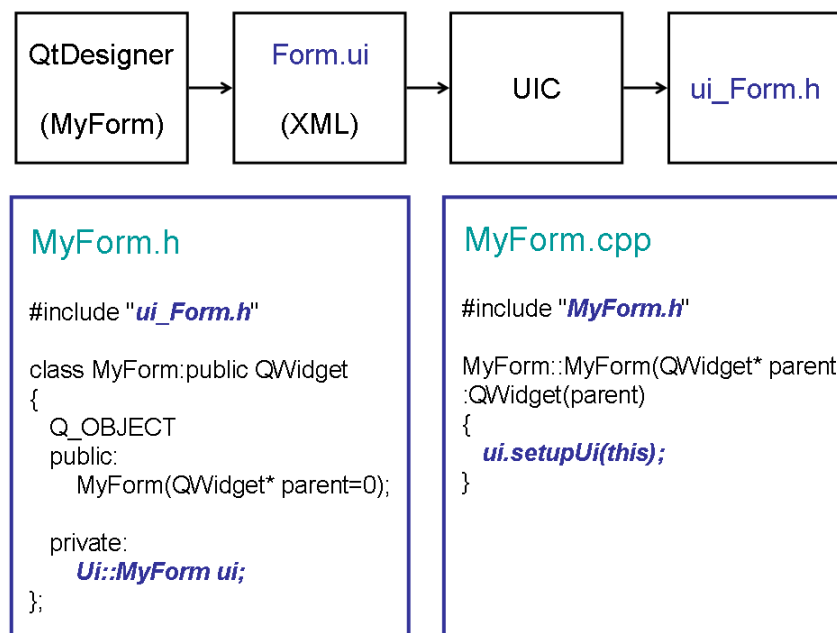 QtDesigner
(MyForm)
Form.ui
(XML)
UIC
ui_Form.h
MyForm.h
#include "ui_Form.h"
class MyForm:public QWidget
{
Q_OBJECT
public:
MyForm(QWidget* parent=0);
private:
Ui::MyForm ui;
};
MyForm.cpp
#include "MyForm.h"
MyForm::MyForm(QWidget* parent
:QWidget(parent)
{
ui.setupUi(this);
}